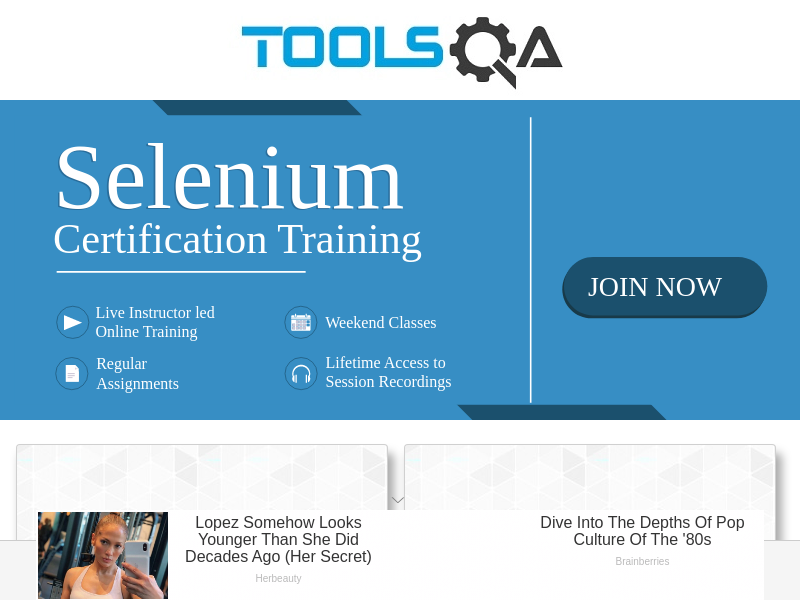 TOOLSQA
Selenium
Certification Training
JOIN NOW
Live Instructor led
Online Training
Weekend Classes
Regular
Assignments
Lifetime Access to
Session Recordings
Lopez Somehow Looks
Younger Than She Did
Decades Ago (Her Secret)
Herbeauty
Dive Into The Depths Of Pop
Culture Of The '80s
Brainberries